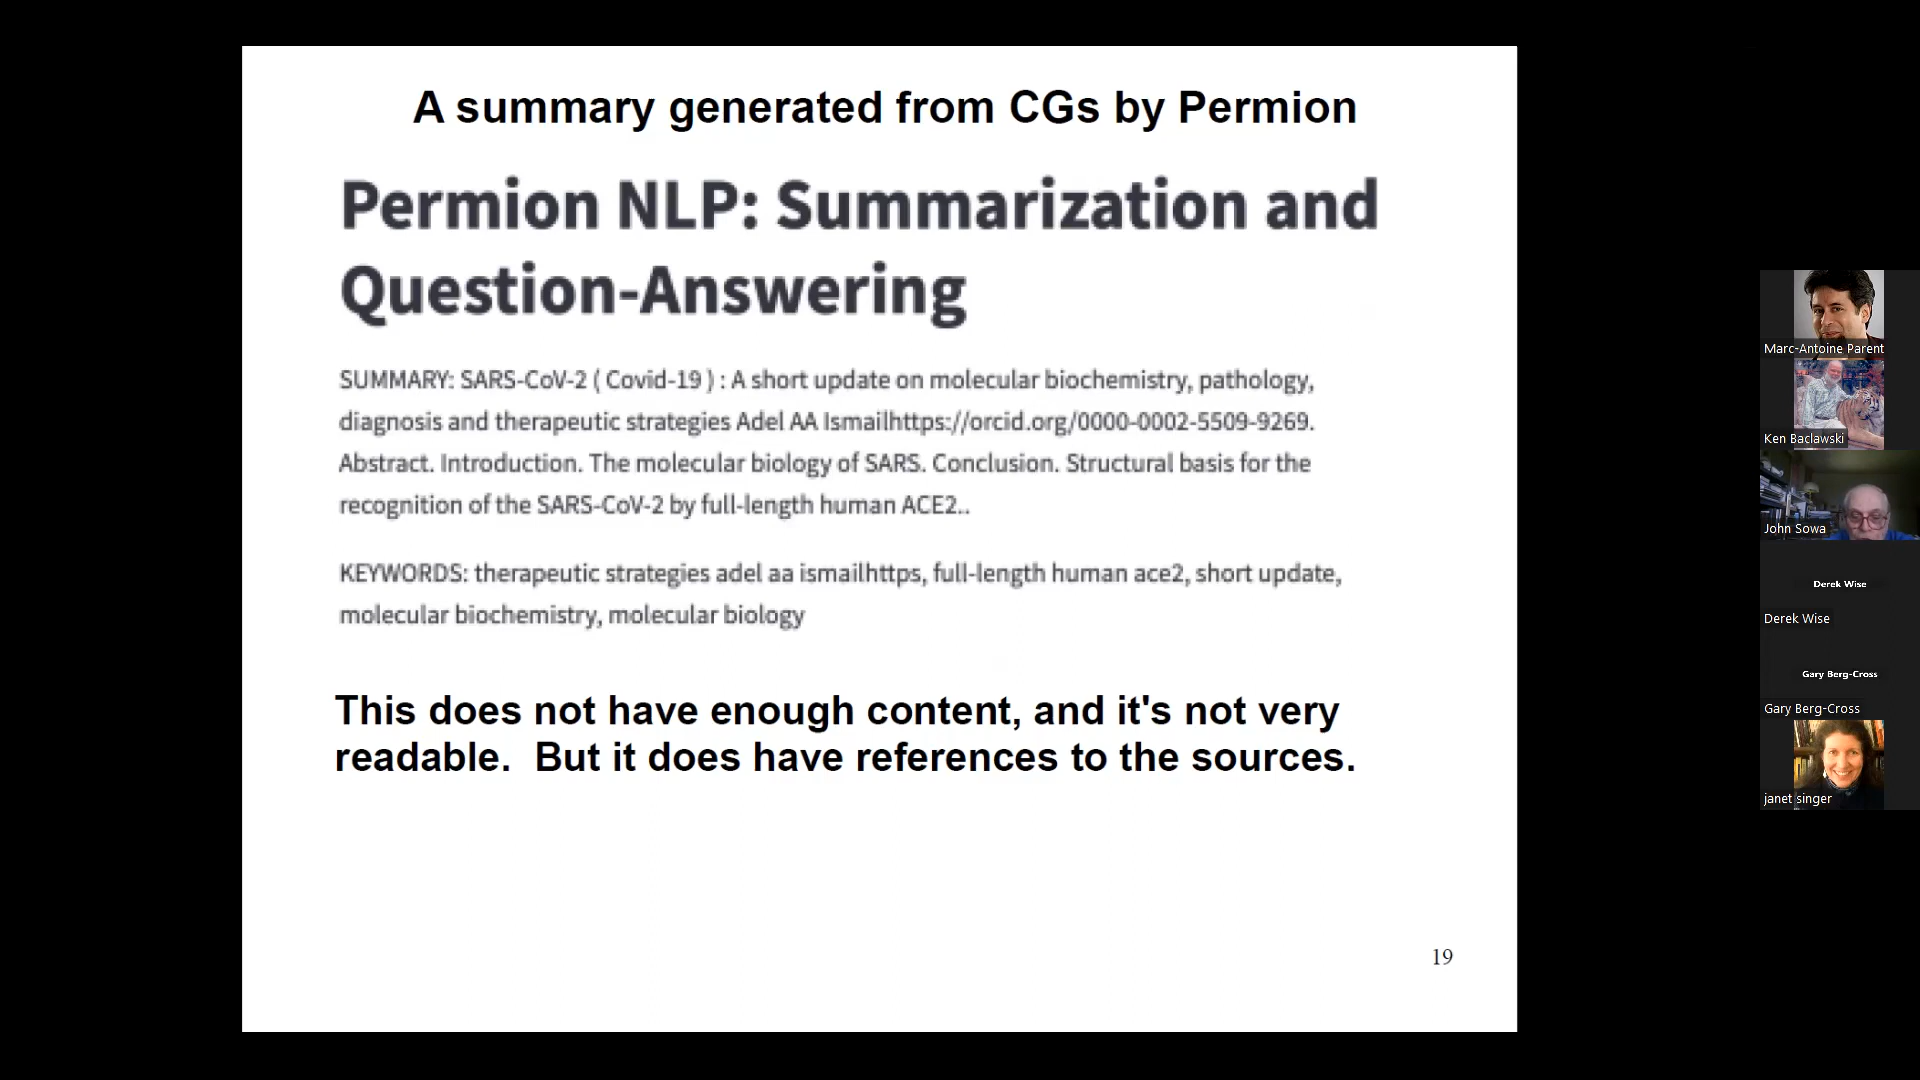 A summary generated from CGs by Permion
Permion NLP: Summarization and
Question-Answering
SUMMARY: SARS-CoV-2 ( Covid-19 ) : A short update on molecular biochemistry, pathology,
diagnosis and therapeutic strategies Adel AA Ismailhttps://orcid.org/0000-0002-5509-9269.
Abstract. Introduction. The molecular biology of SARS. Conclusion. Structural basis for the
recognition of the SARS-CoV-2 by full-length human ACE2..
KEYWORDS: therapeutic strategies adel aa ismailhttps, full-length human ace2, short update,
molecular biochemistry, molecular biology
This does not have enough content, and it's not very
readable.  But it does have references to the sources.
19
Marc-Antoine Parent
Ken Baclawski
John Sowa
Derek Wise
Derek Wise
Gary Berg-Cross
Gary Berg-Cross
janet singer